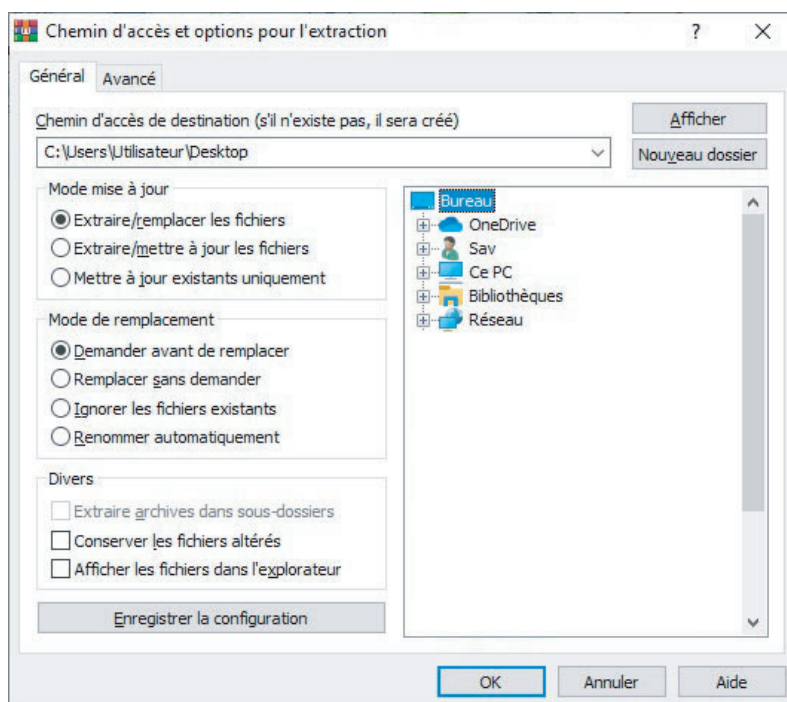 Chemin d'accès et options pour l'extraction
Général
Avancé
Chemin d'accès de destination (s'il n'existe pas, il sera créé)
Afficher
C:\Users\Utilisateur\Desktop
Nouveau dossier
Mode mise à jour
Extraire/remplacer les fichiers
Extraire/mettre à jour les fichiers
Mettre à jour existants uniquement
Mode de remplacement
Demander avant de remplacer
Remplacer sans demander
Ignorer les fichiers existants
Renommer automatiquement
Divers
Extraire archives dans sous-dossiers
Conserver les fichiers altérés
Afficher les fichiers dans l'explorateur
Enregistrer la configuration
Bureau
OneDrive
Sav
Ce PC
Bibliothèques
Réseau
OK
Annuler
Aide